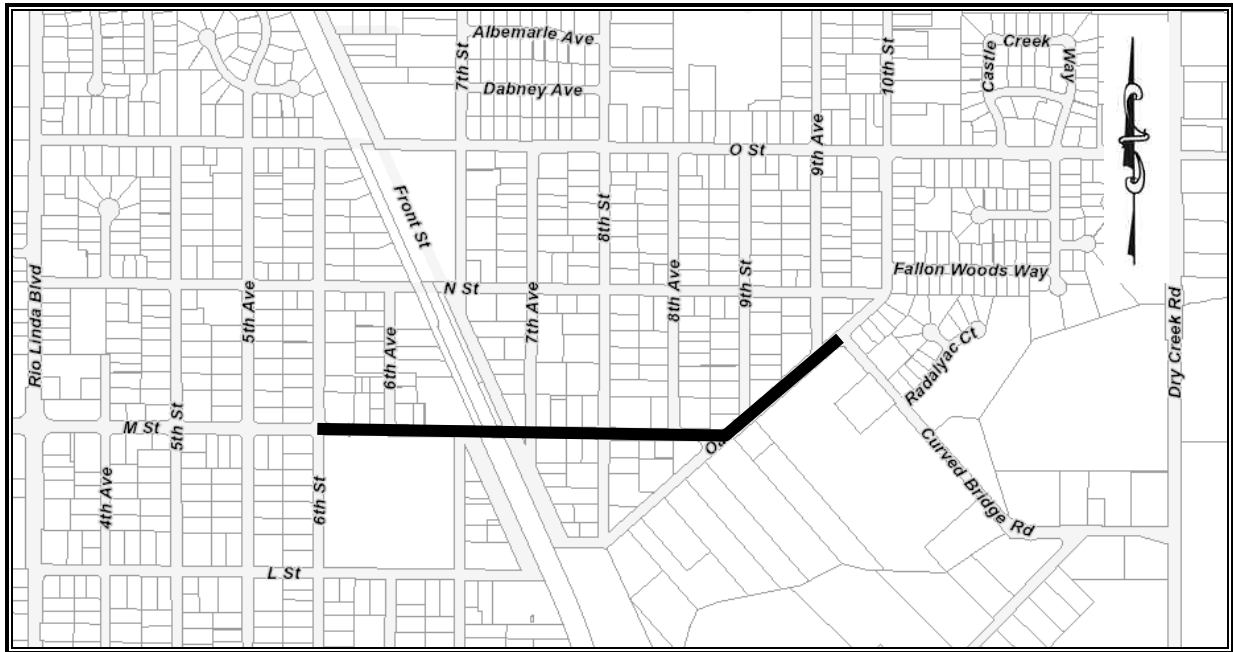 Albemarle Ave
7th St
Dabney Ave
10th St
Castle
Creek
Way
9th Ave
O St
Front St
8th St
Fallon Woods Way
Rio Linda Blvd
5th Ave
N St
7th Ave
8th Ave
9th St
Dry Creek Rd
6th Ave
Radalyac Ct
M St
5th St
4th Ave
6th St
Curved Bridge Rd
L St